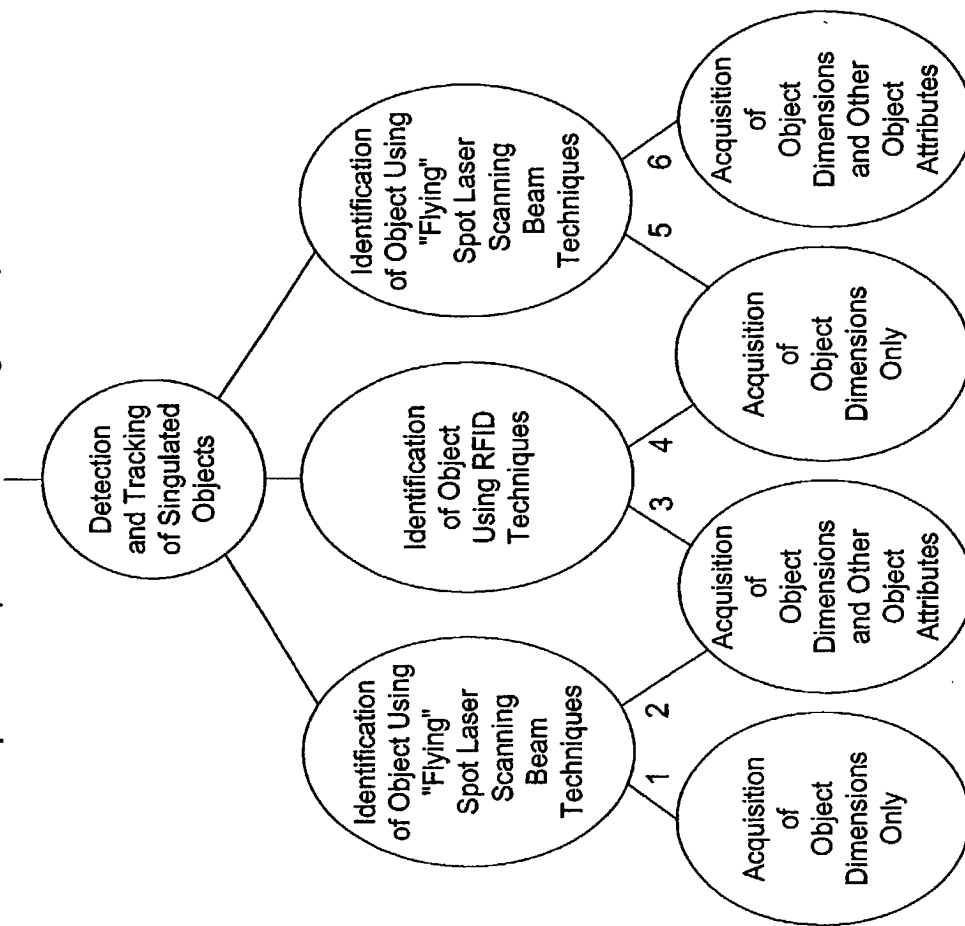 Detection
and Tracking
of Singulated
Objects
Identification
of Object Using
"Flying"
Spot Laser
Scanning
Beam
Techniques
Identification
of Object
Using RFID
Techniques
Identification
of Object Using
"Flying"
Spot Laser
Scanning
Beam
Techniques
1
2
3
4
5
6
Acquisition
of
Object
Dimensions
Only
Acquisition
of
Object
Dimensions
and Other
Object
Attributes
Acquisition
of
Object
Dimensions
Only
Acquisition
of
Object
Dimensions
and Other
Object
Attributes